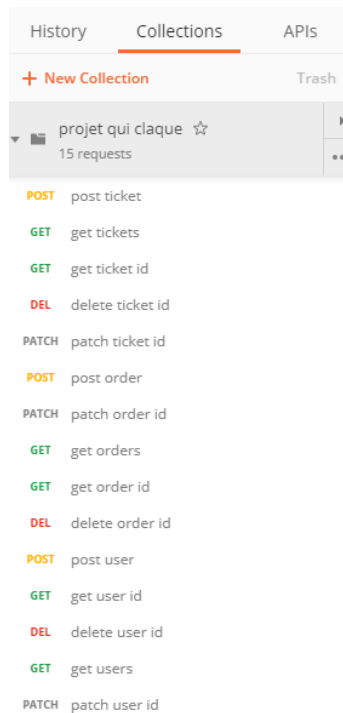 History Collections APIs
+ New Collection Trash
projet qui claque ☆
15 requests
POST post ticket
GET get tickets
GET get ticket id
DEL delete ticket id
PATCH patch ticket id
POST post order
PATCH patch order id
GET get orders
GET get order id
DEL delete order id
POST post user
GET get user id
DEL delete user id
GET get users
PATCH patch user id